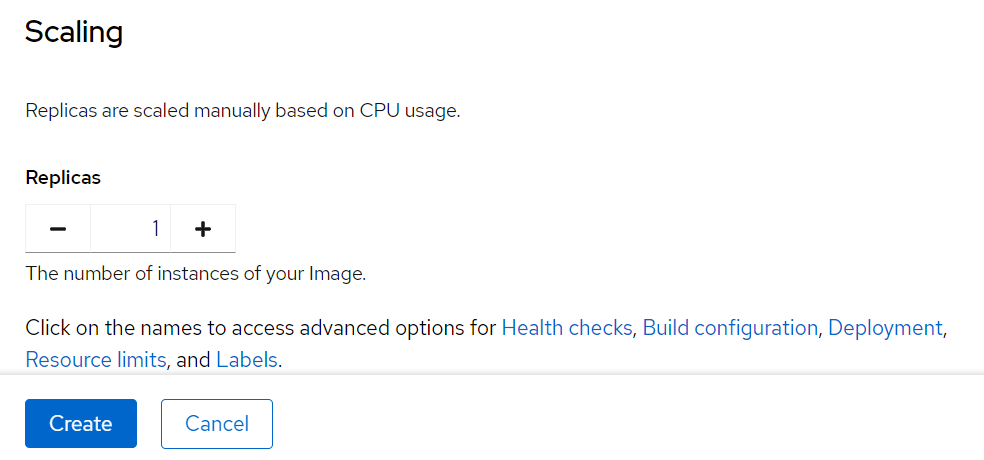 Scaling
Replicas are scaled manually based on CPU usage.
Replicas
1
The number of instances of your Image.
Click on the names to access advanced options for Health checks, Build configuration, Deployment,
Resource limits, and Labels.
Create Cancel